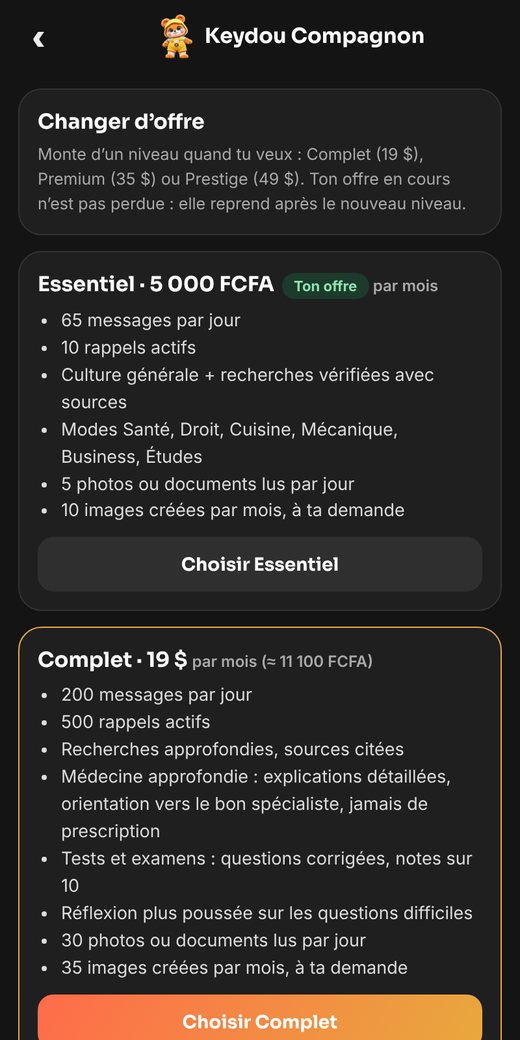 ‹
Keydou Compagnon
Changer d’offre
Monte d’un niveau quand tu veux : Complet (19 $),
Premium (35 $) ou Prestige (49 $). Ton offre en cours
n’est pas perdue : elle reprend après le nouveau niveau.
Essentiel · 5 000 FCFA Ton offre par mois
• 65 messages par jour
• 10 rappels actifs
• Culture générale + recherches vérifiées avec
sources
• Modes Santé, Droit, Cuisine, Mécanique,
Business, Études
• 5 photos ou documents lus par jour
• 10 images créées par mois, à ta demande
Choisir Essentiel
Complet · 19 $ par mois (≈ 11 100 FCFA)
• 200 messages par jour
• 500 rappels actifs
• Recherches approfondies, sources citées
• Médecine approfondie : explications détaillées,
orientation vers le bon spécialiste, jamais de
prescription
• Tests et examens : questions corrigées, notes sur
10
• Réflexion plus poussée sur les questions difficiles
• 30 photos ou documents lus par jour
• 35 images créées par mois, à ta demande
Choisir Complet